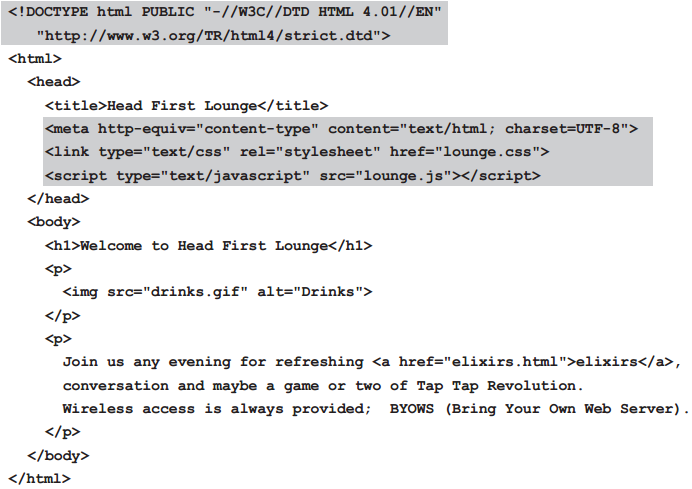 <!DOCTYPE html PUBLIC "-//W3C//DTD HTML 4.01//EN"
"http://www.w3.org/TR/html4/strict.dtd">
<html>
<head>
<title>Head First Lounge</title>
<meta http-equiv="content-type" content="text/html; charset=UTF-8">
<link type="text/css" rel="stylesheet" href="lounge.css">
<script type="text/javascript" src="lounge.js"></script>
</head>
<body>
<h1>Welcome to Head First Lounge</h1>
<p>
<img src="drinks.gif" alt="Drinks">
</p>
<p>
Join us any evening for refreshing <a href="elixirs.html">elixirs</a>,
conversation and maybe a game or two of Tap Tap Revolution.
Wireless access is always provided;  BYOWS (Bring Your Own Web Server).
</p>
</body>
</html>